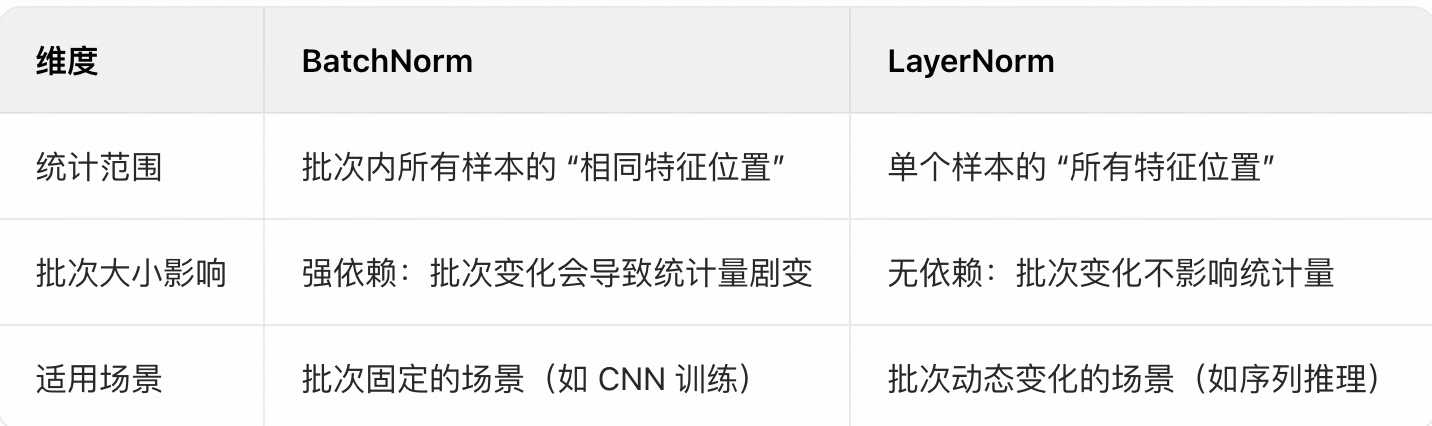 维度 BatchNorm LayerNorm
统计范围 批次内所有样本的 “相同特征位置” 单个样本的 “所有特征位置”
批次大小影响 强依赖：批次变化会导致统计量剧变 无依赖：批次变化不影响统计量
适用场景 批次固定的场景（如 CNN 训练） 批次动态变化的场景（如序列推理）